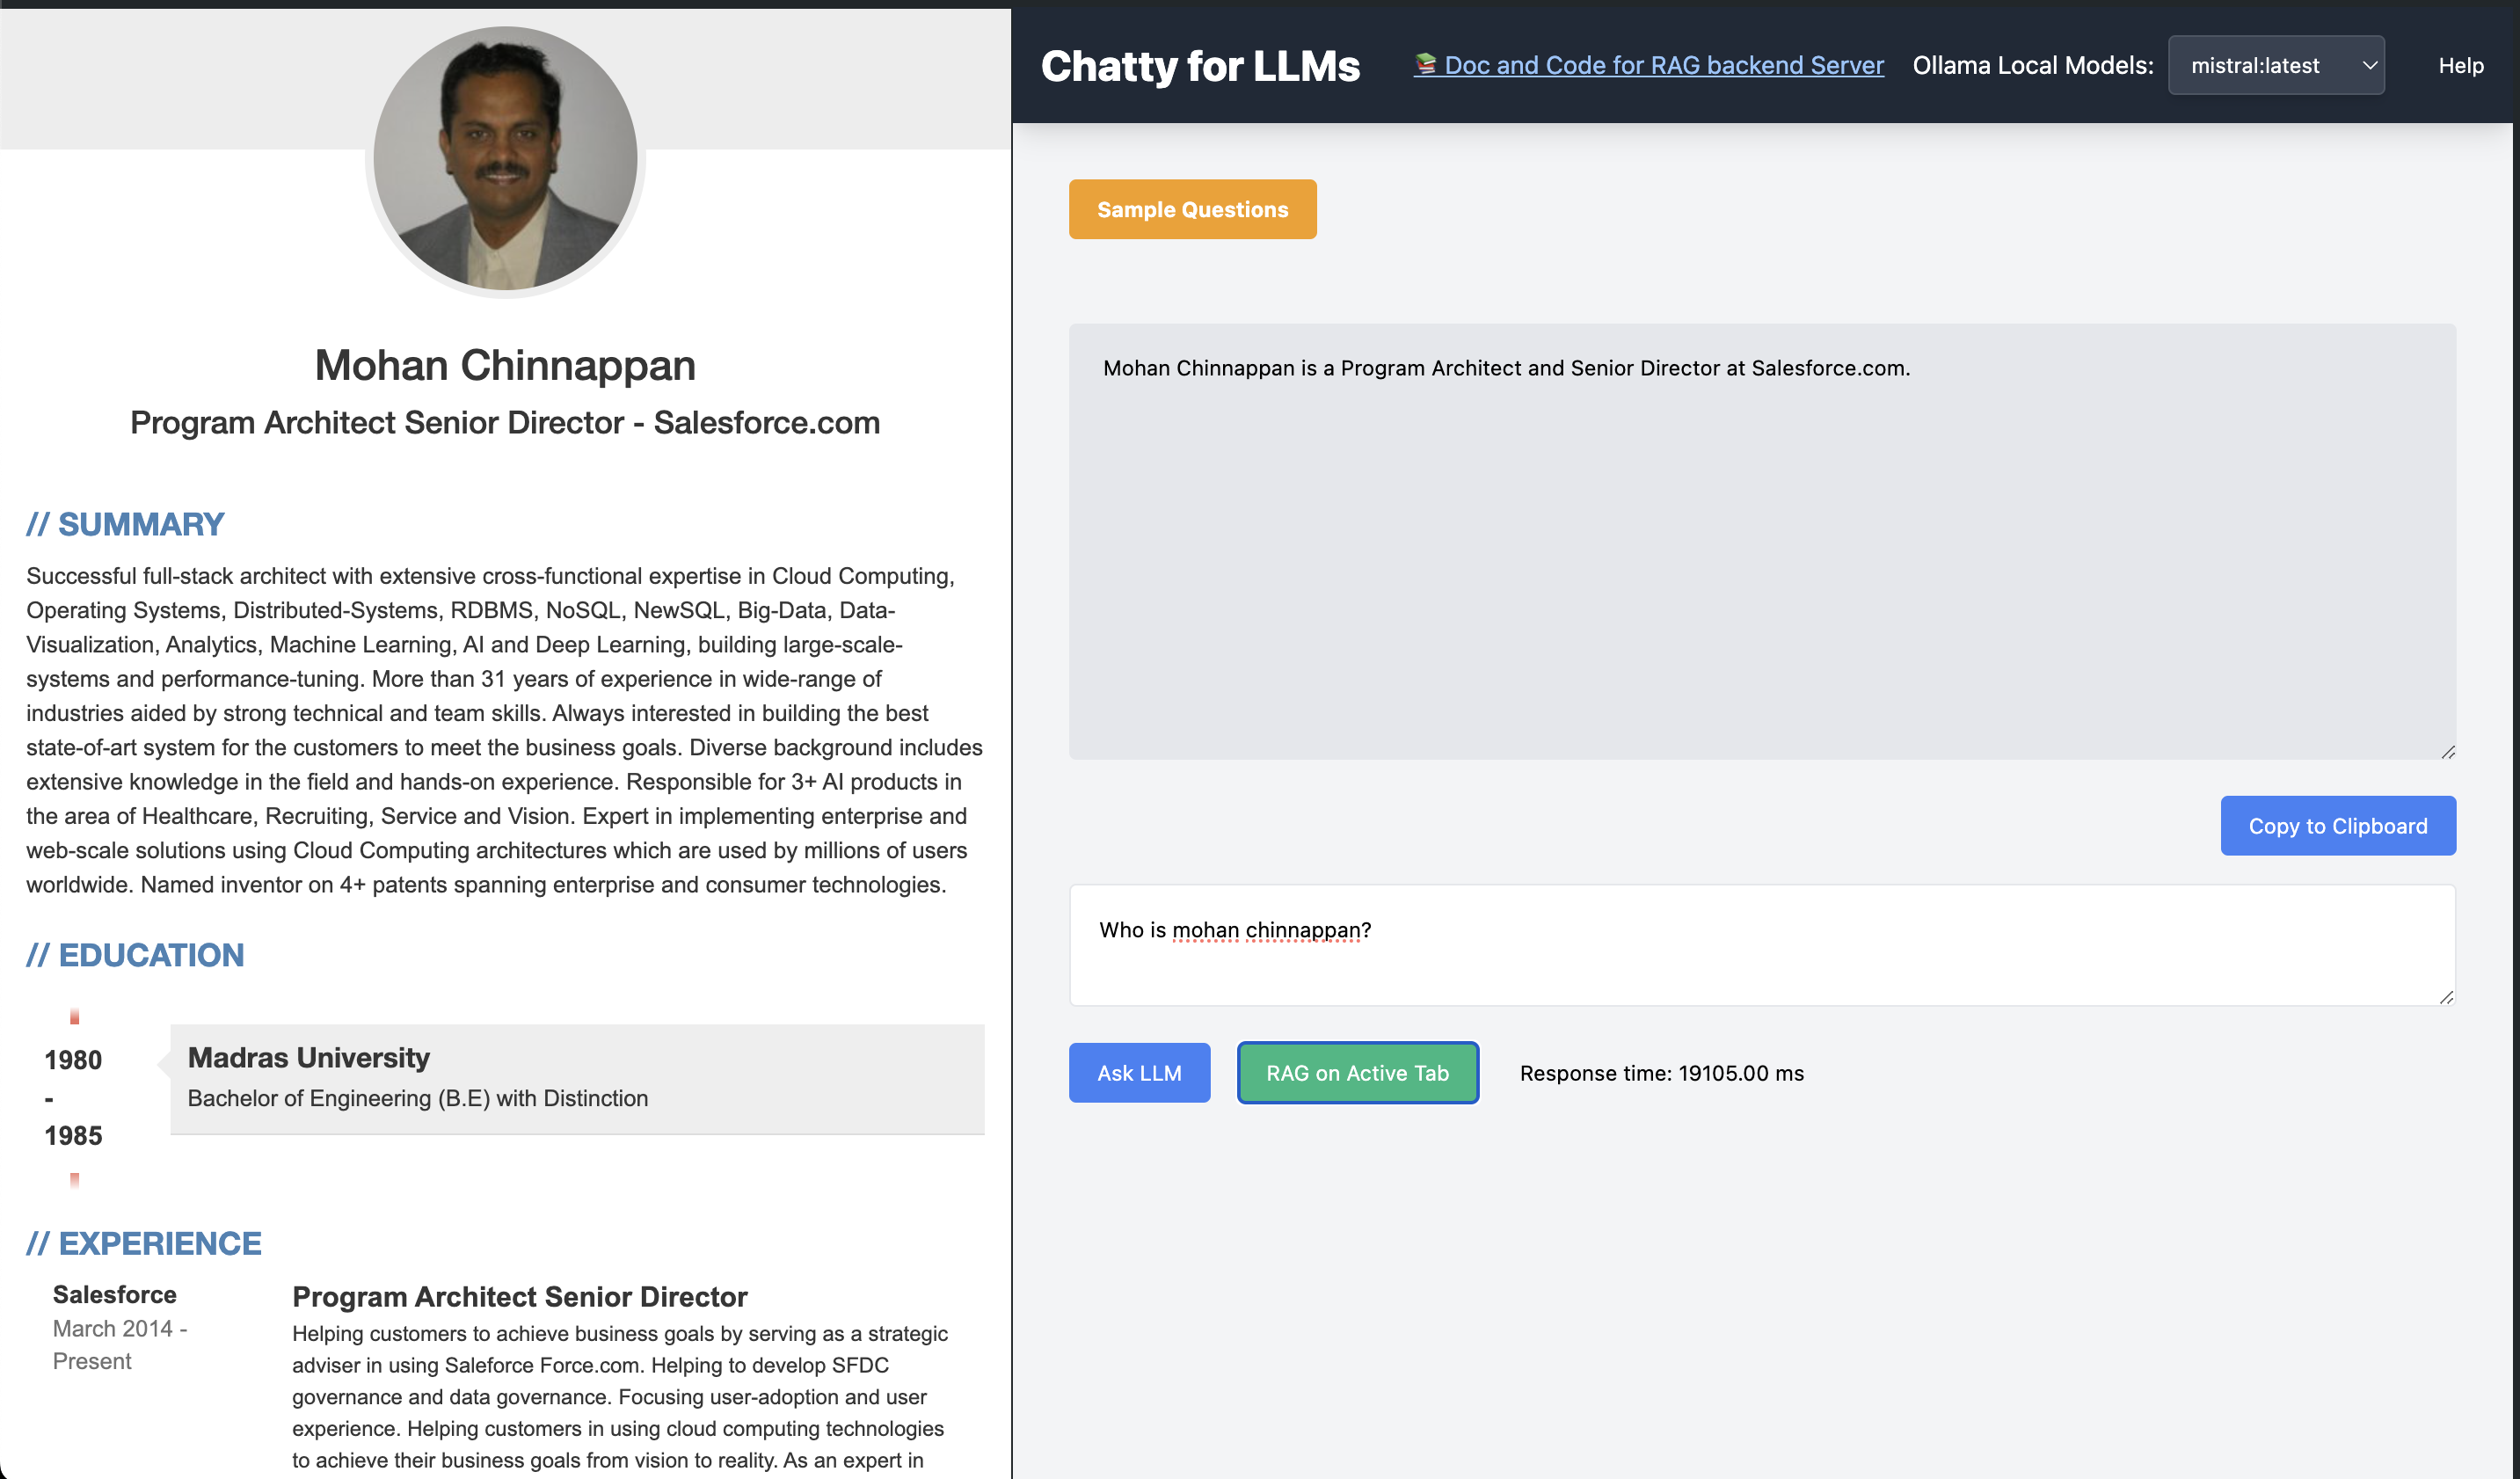 Mohan Chinnappan
Program Architect Senior Director - Salesforce.com
// SUMMARY
Successful full-stack architect with extensive cross-functional expertise in Cloud Computing,
Operating Systems, Distributed-Systems, RDBMS, NoSQL, NewSQL, Big-Data, Data-
Visualization, Analytics, Machine Learning, AI and Deep Learning, building large-scale-
systems and performance-tuning. More than 31 years of experience in wide-range of
industries aided by strong technical and team skills. Always interested in building the best
state-of-art system for the customers to meet the business goals. Diverse background includes
extensive knowledge in the field and hands-on experience. Responsible for 3+ AI products in
the area of Healthcare, Recruiting, Service and Vision. Expert in implementing enterprise and
web-scale solutions using Cloud Computing architectures which are used by millions of users
worldwide. Named inventor on 4+ patents spanning enterprise and consumer technologies.
// EDUCATION
1980
-
1985
Madras University
Bachelor of Engineering (B.E) with Distinction
// EXPERIENCE
Salesforce
March 2014 -
Present
Program Architect Senior Director
Helping customers to achieve business goals by serving as a strategic
adviser in using Saleforce Force.com. Helping to develop SFDC
governance and data governance. Focusing user-adoption and user
experience. Helping customers in using cloud computing technologies
to achieve their business goals from vision to reality. As an expert in
Chatty for LLMs
Doc and Code for RAG backend Server
Ollama Local Models:
mistral:latest
Help
Sample Questions
Mohan Chinnappan is a Program Architect and Senior Director at Salesforce.com.
Copy to Clipboard
Who is mohan chinnappan?
Ask LLM
RAG on Active Tab
Response time: 19105.00 ms